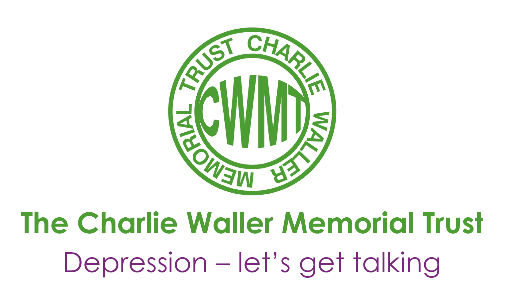 CHARLIE WALLER MEMORIAL TRUST
CWMT
The Charlie Waller Memorial Trust
Depression – let's get talking